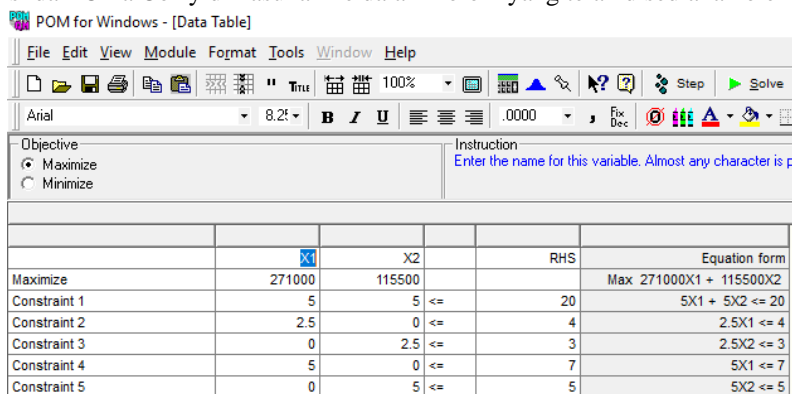 POM for Windows - [Data Table]
File Edit View Module Format Tools Window Help
TITLE 100% Step Solve
Arial 8.2 B I U .0000 , Fix Dec A
Objective Instruction
Maximize Enter the name for this variable. Almost any character is p
Minimize
X1 X2 RHS Equation form
Maximize 271000 115500 Max 271000X1 + 115500X2
Constraint 1 5 5 <= 20 5X1 + 5X2 <= 20
Constraint 2 2.5 0 <= 4 2.5X1 <= 4
Constraint 3 0 2.5 <= 3 2.5X2 <= 3
Constraint 4 5 0 <= 7 5X1 <= 7
Constraint 5 0 5 <= 5 5X2 <= 5